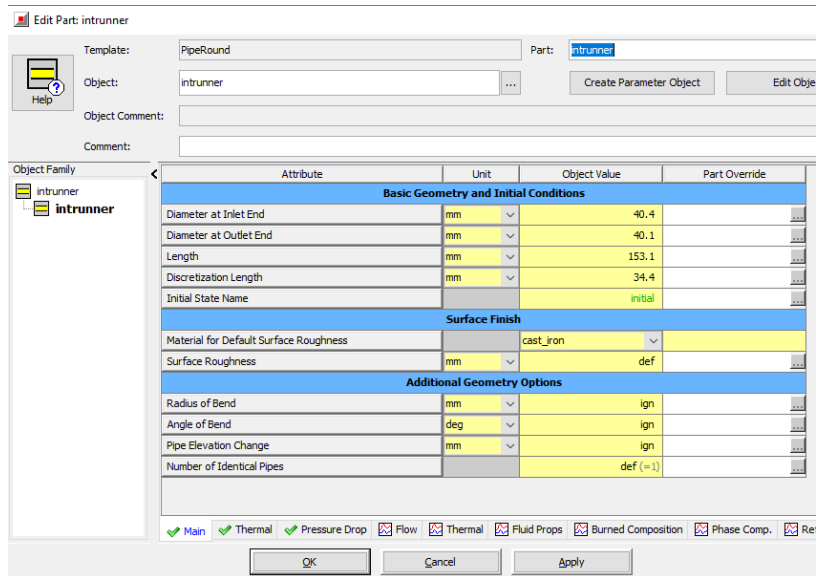 Edit Part: intrunner
Template: PipeRound Part: intrunner
Help
Object: intrunner ... Create Parameter Object Edit Obje
Object Comment:
Comment:
Object Family
intrunner
intrunner
Attribute Unit Object Value Part Override
Basic Geometry and Initial Conditions
Diameter at Inlet End mm 40.4 ...
Diameter at Outlet End mm 40.1 ...
Length mm 153.1 ...
Discretization Length mm 34.4 ...
Initial State Name initial ...
Surface Finish
Material for Default Surface Roughness cast_iron
Surface Roughness mm def ...
Additional Geometry Options
Radius of Bend mm ign ...
Angle of Bend deg ign ...
Pipe Elevation Change mm ign ...
Number of Identical Pipes def (=1) ...
Main Thermal Pressure Drop Flow Thermal Fluid Props Burned Composition Phase Comp. Re
OK Cancel Apply